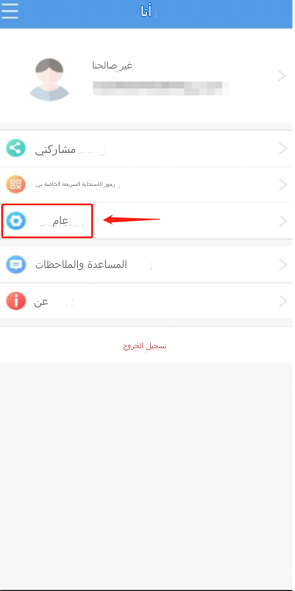 أنا
غير صالحنا
مشاركتي
رموز الاستجابة السريعة الخاصة بي
عام
المساعدة والملاحظات
عن
تسجيل الخروج